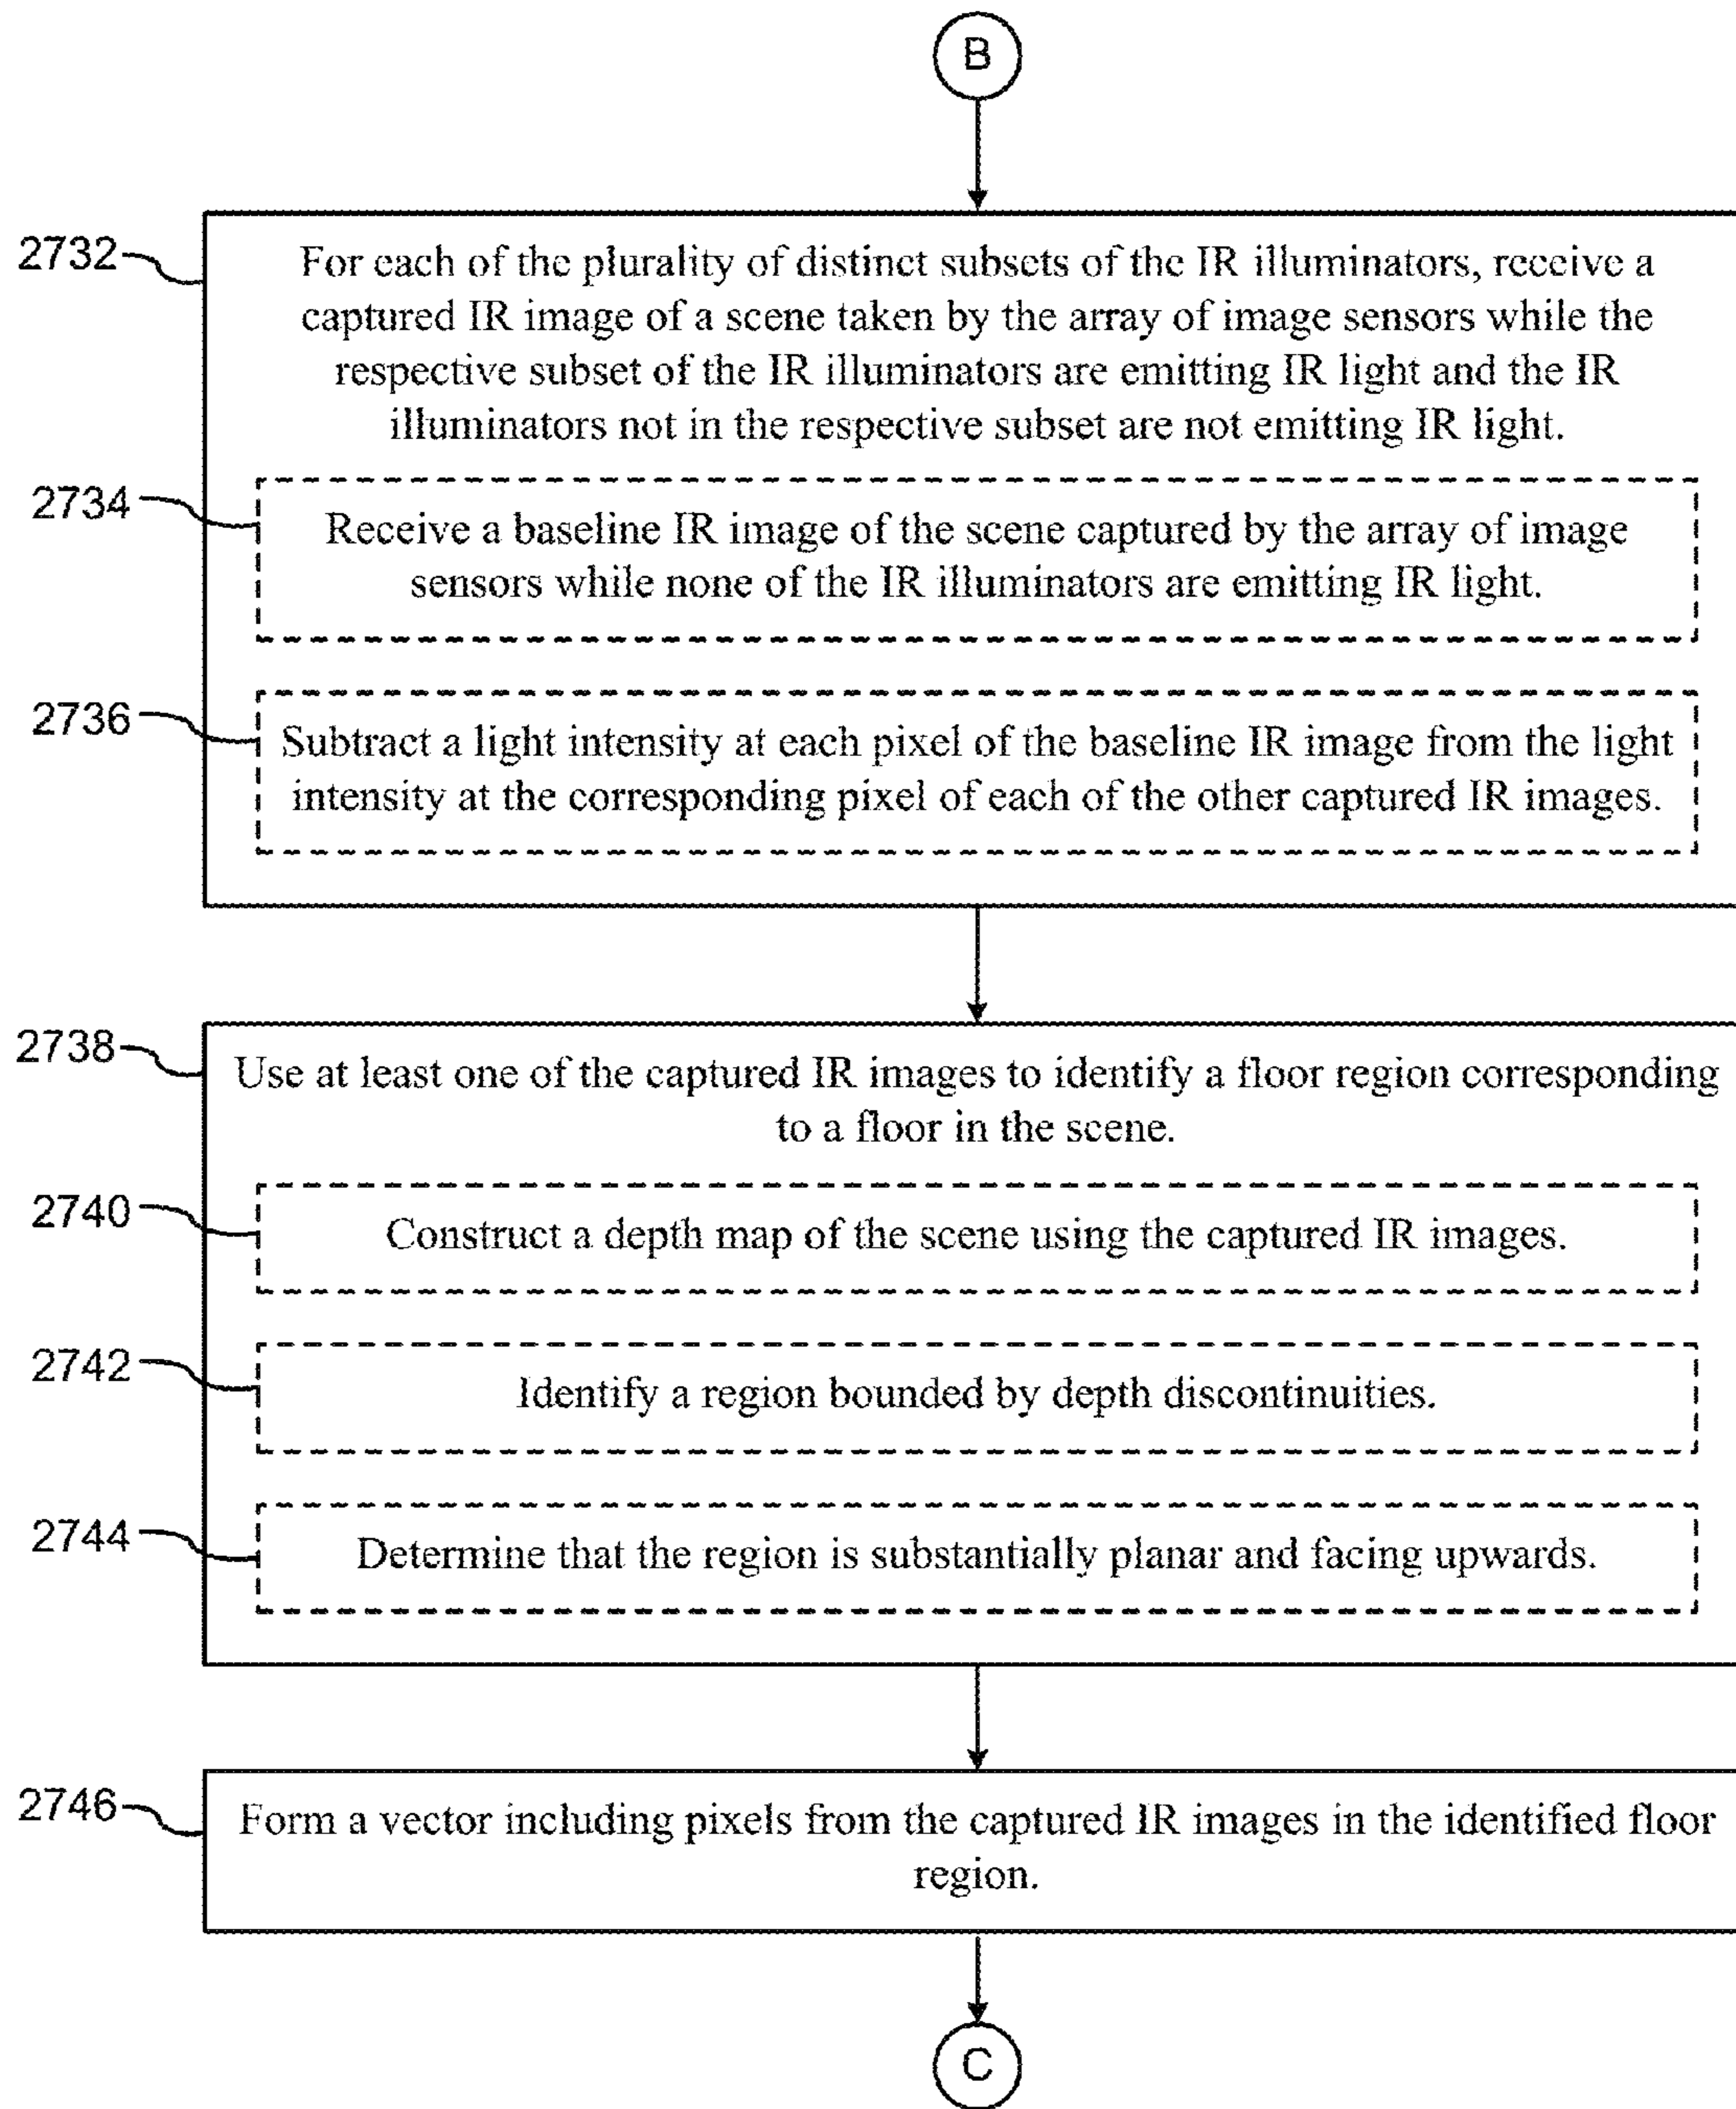 B
2732
For each of the plurality of distinct subsets of the IR illuminators, receive a
captured IR image of a scene taken by the array of image sensors while the
respective subset of the IR illuminators are emitting IR light and the IR
illuminators not in the respective subset are not emitting IR light.
2734
Receive a baseline IR image of the scene captured by the array of image
sensors while none of the IR illuminators are emitting IR light.
2736
Subtract a light intensity at each pixel of the baseline IR image from the light
intensity at the corresponding pixel of each of the other captured IR images.
2738
Use at least one of the captured IR images to identify a floor region corresponding
to a floor in the scene.
2740
Construct a depth map of the scene using the captured IR images.
2742
Identify a region bounded by depth discontinuities.
2744
Determine that the region is substantially planar and facing upwards.
2746
Form a vector including pixels from the captured IR images in the identified floor
region.
C